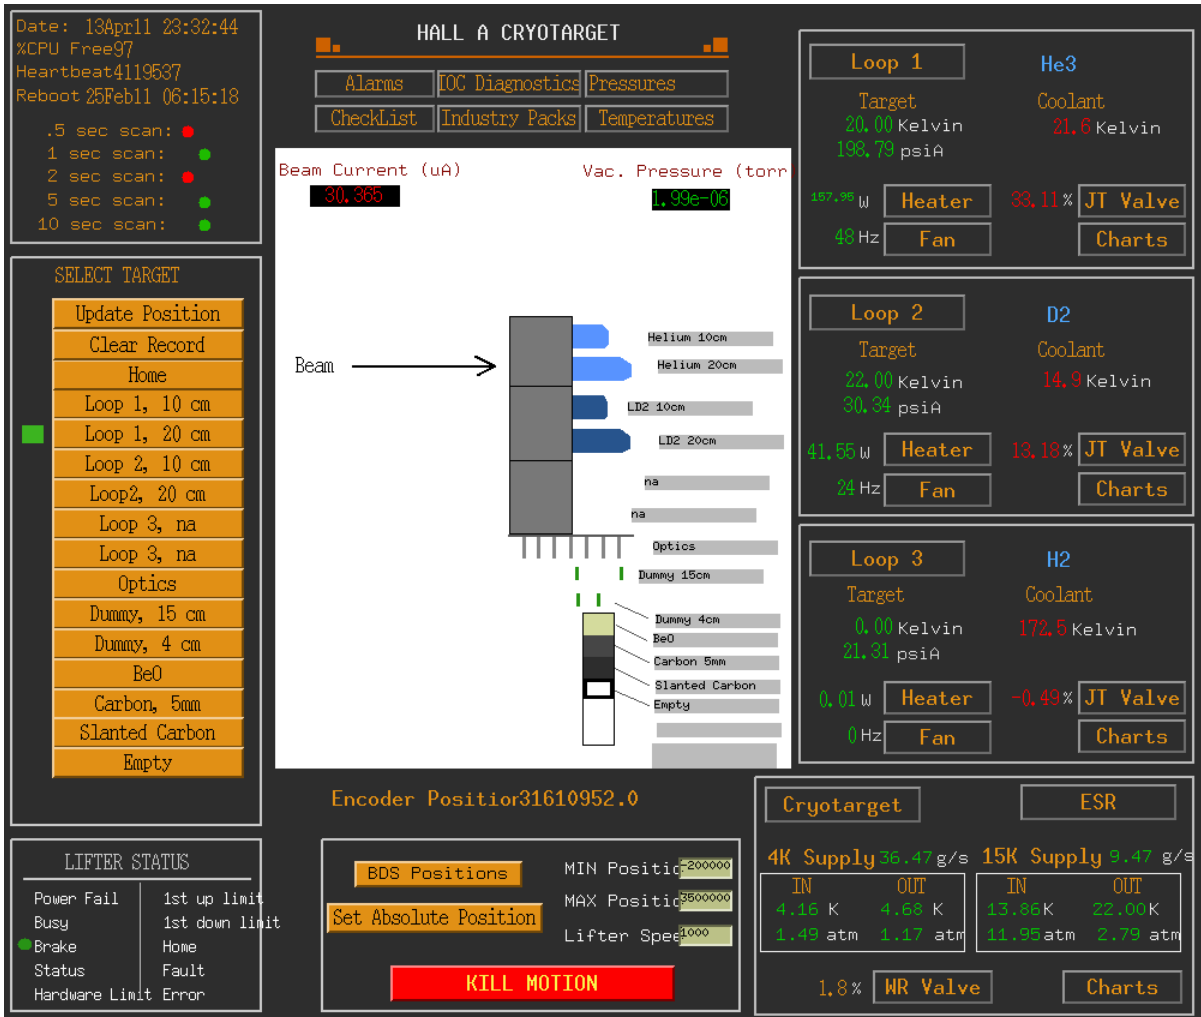 Date: 13Apr11 23:32:44
%CPU Free97
Heartbeat4119537
Reboot 25Feb11 06:15:18
.5 sec scan:
1 sec scan:
2 sec scan:
5 sec scan:
10 sec scan:
HALL A CRYOTARGET
Alarms IOC Diagnostics Pressures
CheckList Industry Packs Temperatures
SELECT TARGET
Update Position
Clear Record
Home
Loop 1, 10 cm
Loop 1, 20 cm
Loop 2, 10 cm
Loop2, 20 cm
Loop 3, na
Loop 3, na
Optics
Dummy, 15 cm
Dummy, 4 cm
BeO
Carbon, 5mm
Slanted Carbon
Empty
Beam Current (uA) Vac. Pressure (torr
30.365 1.99e-06
Beam
Helium 10cm
Helium 20cm
LD2 10cm
LD2 20cm
na
na
Optics
Dummy 15cm
Dummy 4cm
BeO
Carbon 5mm
Slanted Carbon
Empty
Loop 1 He3
Target Coolant
20.00 Kelvin 21.6 Kelvin
198.79 psiA
157.95 W Heater 33.11 % JT Valve
48 Hz Fan Charts
Loop 2 D2
Target Coolant
22.00 Kelvin 14.9 Kelvin
30.34 psiA
41.55 W Heater 13.18 % JT Valve
24 Hz Fan Charts
Loop 3 H2
Target Coolant
0.00 Kelvin 172.5 Kelvin
21.31 psiA
0.01 W Heater -0.49 % JT Valve
0 Hz Fan Charts
LIFTER STATUS
Power Fail 1st up limit
Busy 1st down limit
Brake Home
Status Fault
Hardware Limit Error
Encoder Position 31610952.0
BDS Positions MIN Positio -200000
Set Absolute Position MAX Positio 3500000
Lifter Spee 1000
KILL MOTION
Cryotarget ESR
4K Supply 36.47 g/s 15K Supply 9.47 g/s
IN OUT IN OUT
4.16 K 4.68 K 13.86 K 22.00 K
1.49 atm 1.17 atm 11.95 atm 2.79 atm
1.8 % WR Valve Charts